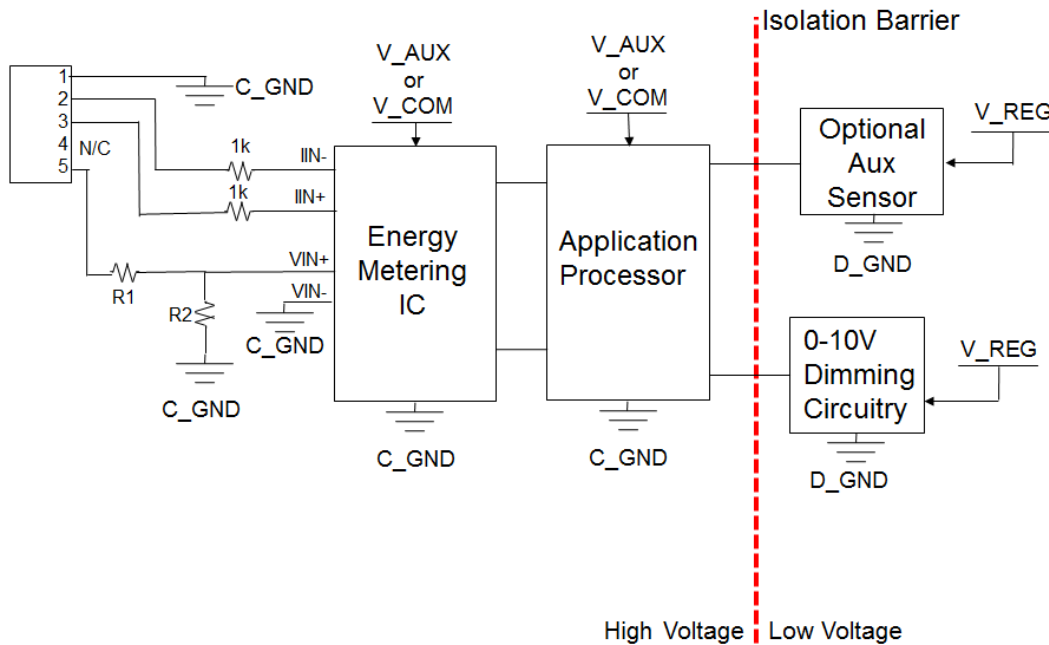 Isolation Barrier
V_AUX
or
V_COM
V_AUX
or
V_COM
1
2
3
4
5
N/C
C_GND
1k
IIN-
1k
IIN+
VIN+
VIN-
R1
R2
C_GND
C_GND
Energy
Metering
IC
C_GND
Application
Processor
C_GND
Optional
Aux
Sensor
V_REG
D_GND
0-10V
Dimming
Circuitry
V_REG
D_GND
High Voltage
Low Voltage